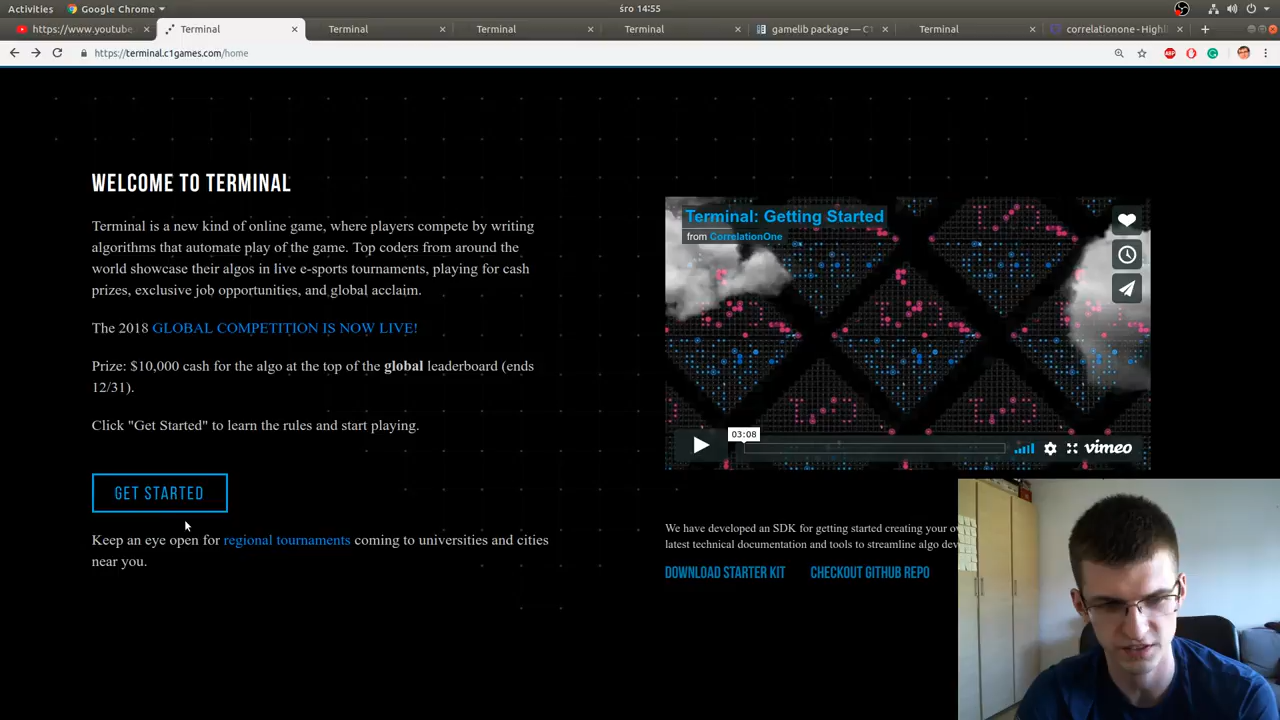 Activities
Google Chrome
śro 14:55
https://www.youtube
Terminal
Terminal
Terminal
Terminal
gamelib package — C1
Terminal
correlationone - Highl
https://terminal.c1games.com/home
WELCOME TO TERMINAL
Terminal is a new kind of online game, where players compete by writing
algorithms that automate play of the game. Top coders from around the
world showcase their algos in live e-sports tournaments, playing for cash
prizes, exclusive job opportunities, and global acclaim.
The 2018 GLOBAL COMPETITION IS NOW LIVE!
Prize: $10,000 cash for the algo at the top of the global leaderboard (ends
12/31).
Click "Get Started" to learn the rules and start playing.
GET STARTED
Keep an eye open for regional tournaments coming to universities and cities
near you.
Terminal: Getting Started
from CorrelationOne
03:08
vimeo
We have developed an SDK for getting started creating your ow
latest technical documentation and tools to streamline algo dev
DOWNLOAD STARTER KIT
CHECKOUT GITHUB REPO